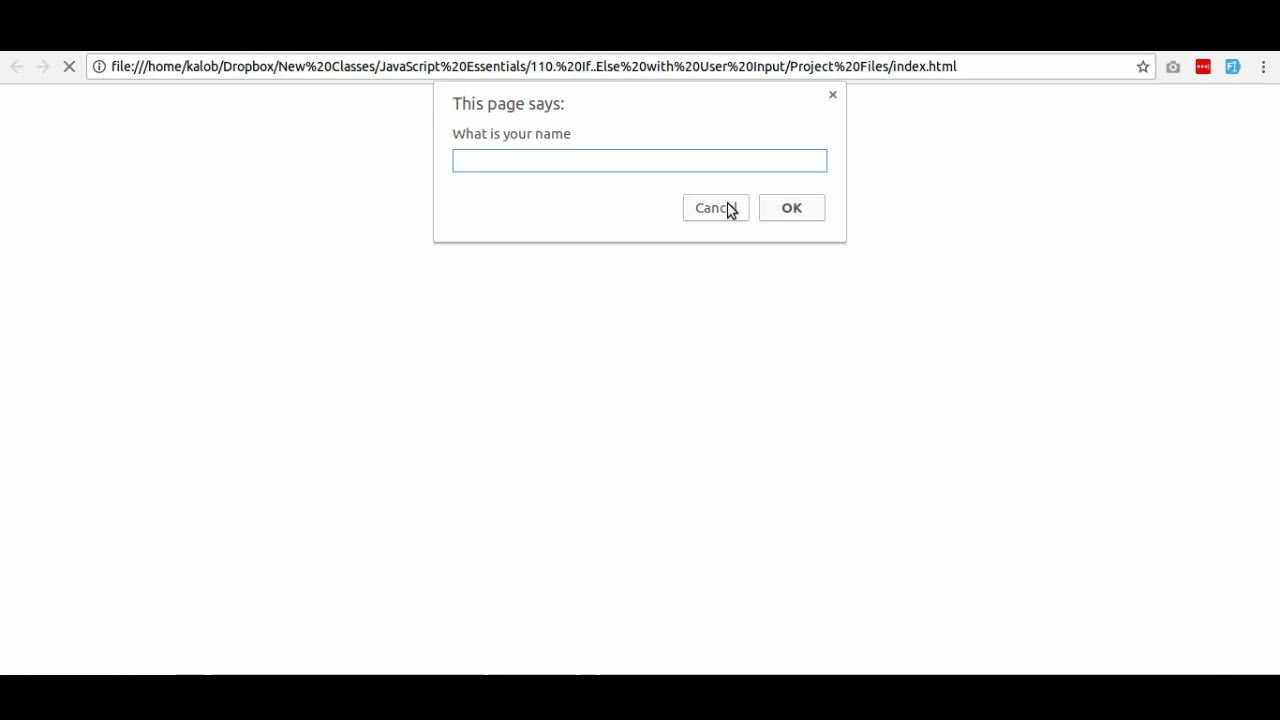 file:///home/kalob/Dropbox/New%20Classes/JavaScript%20Essentials/110.%20If..Else%20with%20User%20Input/Project%20Files/index.html
This page says:
What is your name
Cancel
OK